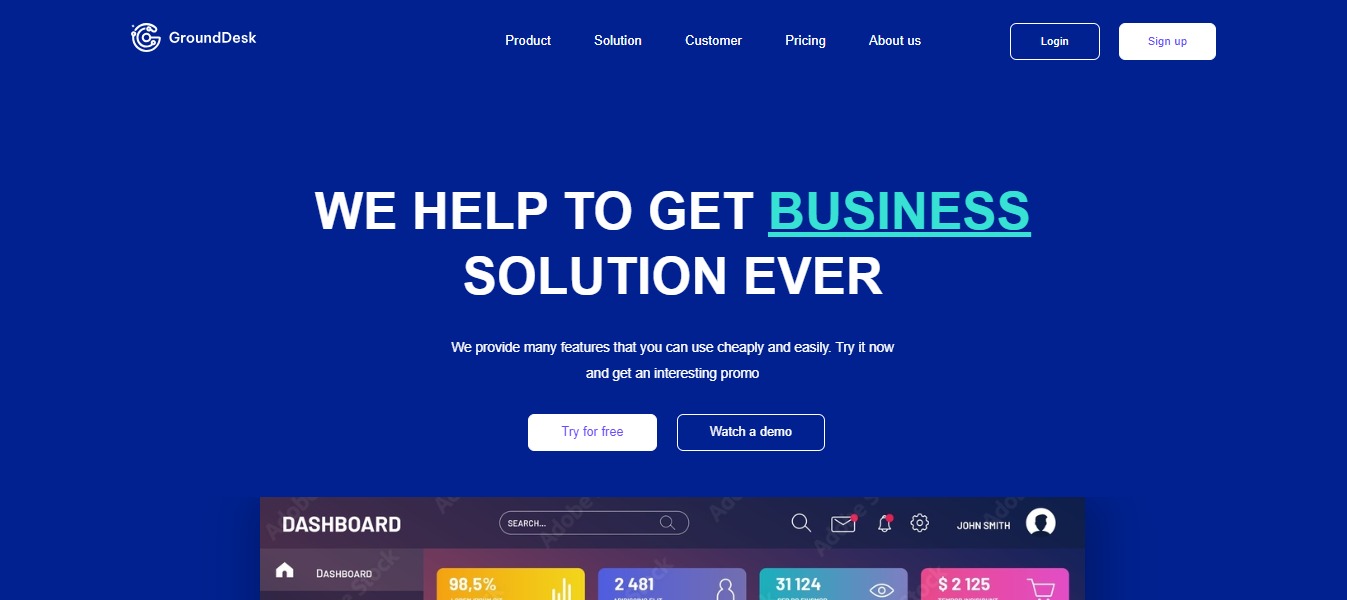 GroundDesk
Product Solution Customer Pricing About us Login Sign up
WE HELP TO GET BUSINESS
SOLUTION EVER
We provide many features that you can use cheaply and easily. Try it now
and get an interesting promo
Try for free Watch a demo
DASHBOARD SEARCH... JOHN SMITH
DASHBOARD
98,5% 2 481 31 124 $ 2 125